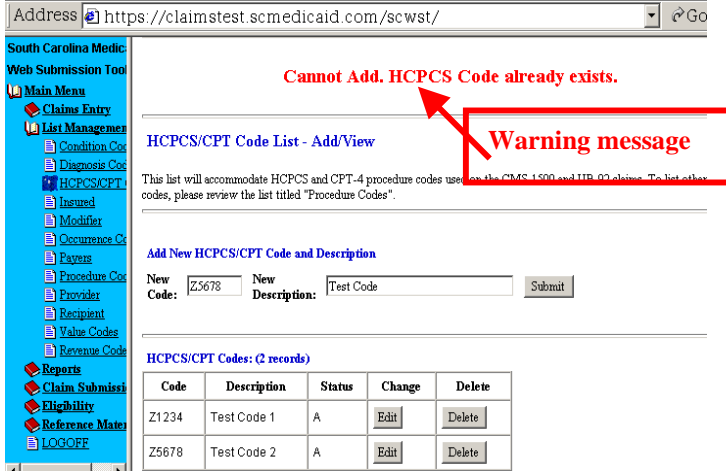 Address https://claimstest.scmedicaid.com/scwst/ Go
South Carolina Medic
Web Submission Tool
Main Menu
Claims Entry
List Managemen
Condition Cod
Diagnosis Cod
HCPCS/CPT
Insured
Modifier
Occurrence Co
Payers
Procedure Cod
Provider
Recipient
Value Codes
Revenue Code
Reports
Claim Submissi
Eligibility
Reference Mater
LOGOFF
Cannot Add. HCPCS Code already exists.
Warning message
HCPCS/CPT Code List - Add/View
This list will accommodate HCPCS and CPT-4 procedure codes used on the CMS-1500 and UB-92 claims. To list other
codes, please review the list titled "Procedure Codes".
Add New HCPCS/CPT Code and Description
New Code: Z5678 New Description: Test Code Submit
HCPCS/CPT Codes: (2 records)
Code Description Status Change Delete
Z1234 Test Code 1 A Edit Delete
Z5678 Test Code 2 A Edit Delete